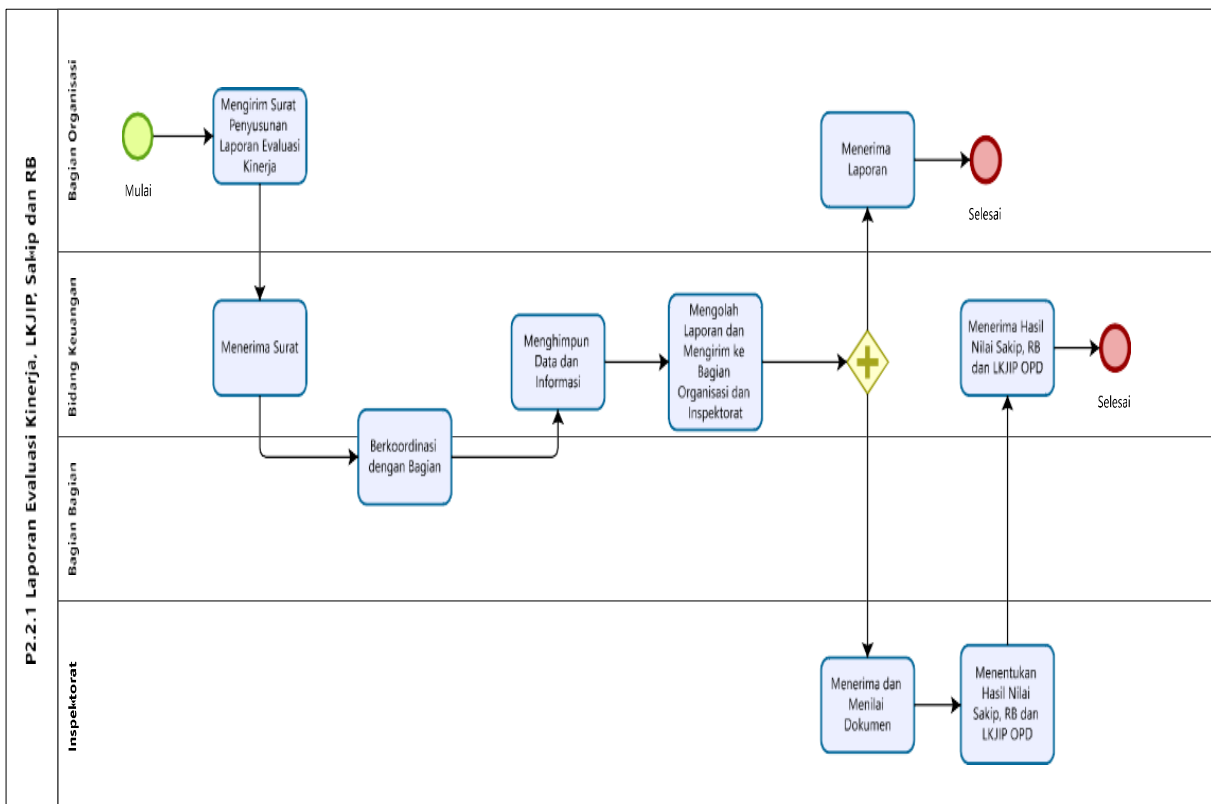 P2.2.1 Laporan Evaluasi Kinerja, LKJIP, Sakip dan RB
Bagian Organisasi
Mulai
Mengirim Surat
Penyusunan
Laporan Evaluasi
Kinerja
Menerima
Laporan
Selesai
Bidang Keuangan
Menerima Surat
Menghimpun
Data dan
Informasi
Mengolah
Laporan dan
Mengirim ke
Bagian
Organisasi dan
Inspektorat
Menerima Hasil
Nilai Sakip, RB
dan LKJIP OPD
Selesai
Bagian Bagian
Berkoordinasi
dengan Bagian
Inspektorat
Menerima dan
Menilai
Dokumen
Menentukan
Hasil Nilai
Sakip, RB dan
LKJIP OPD